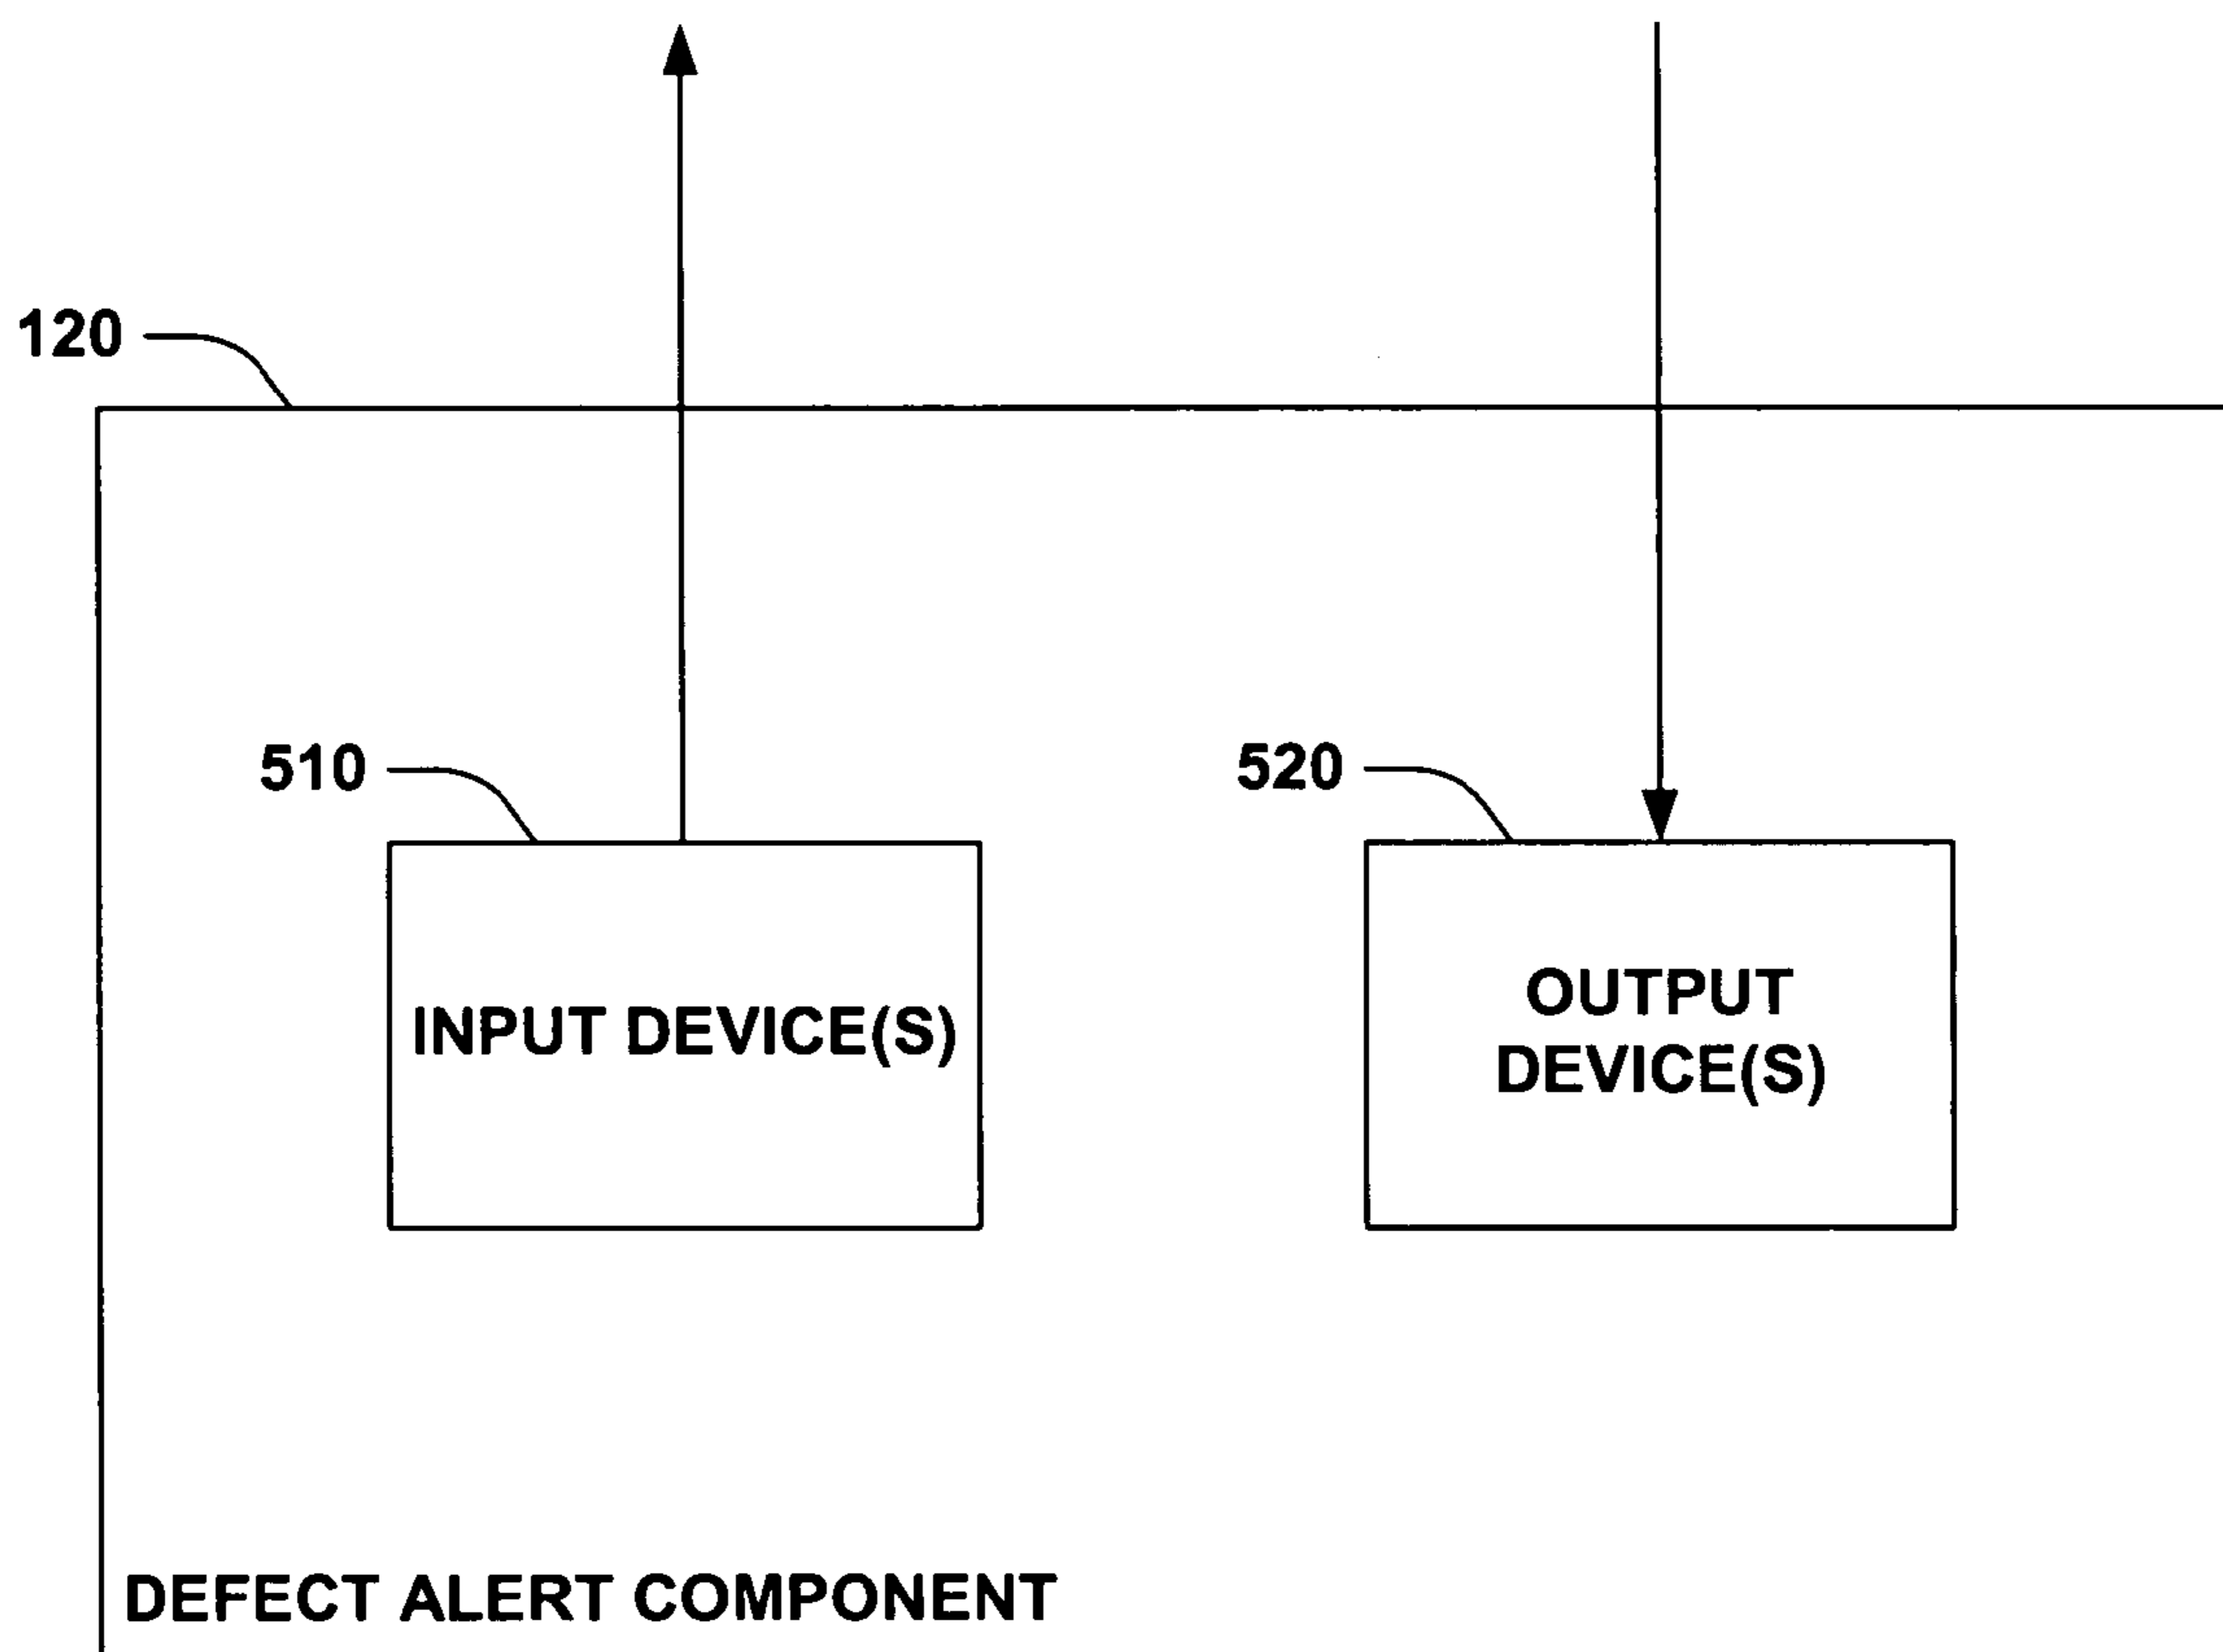 120
510
520
INPUT DEVICE(S)
OUTPUT
DEVICE(S)
DEFECT ALERT COMPONENT